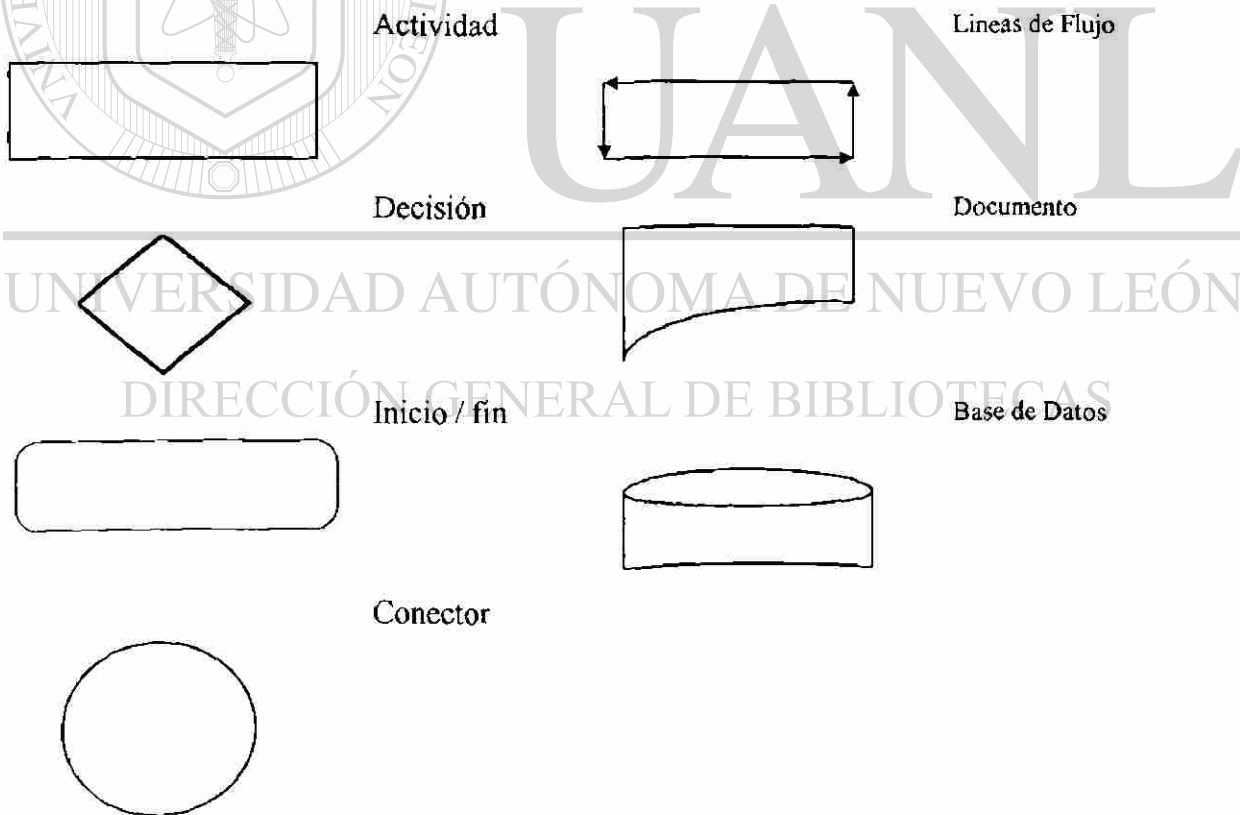 Actividad
Lineas de Flujo
UANL
Decisión
Documento
UNIVERSIDAD AUTÓNOMA DE NUEVO LEÓN
DIRECCIÓN GENERAL DE BIBLIOTECAS
Inicio / fin
Base de Datos
Conector